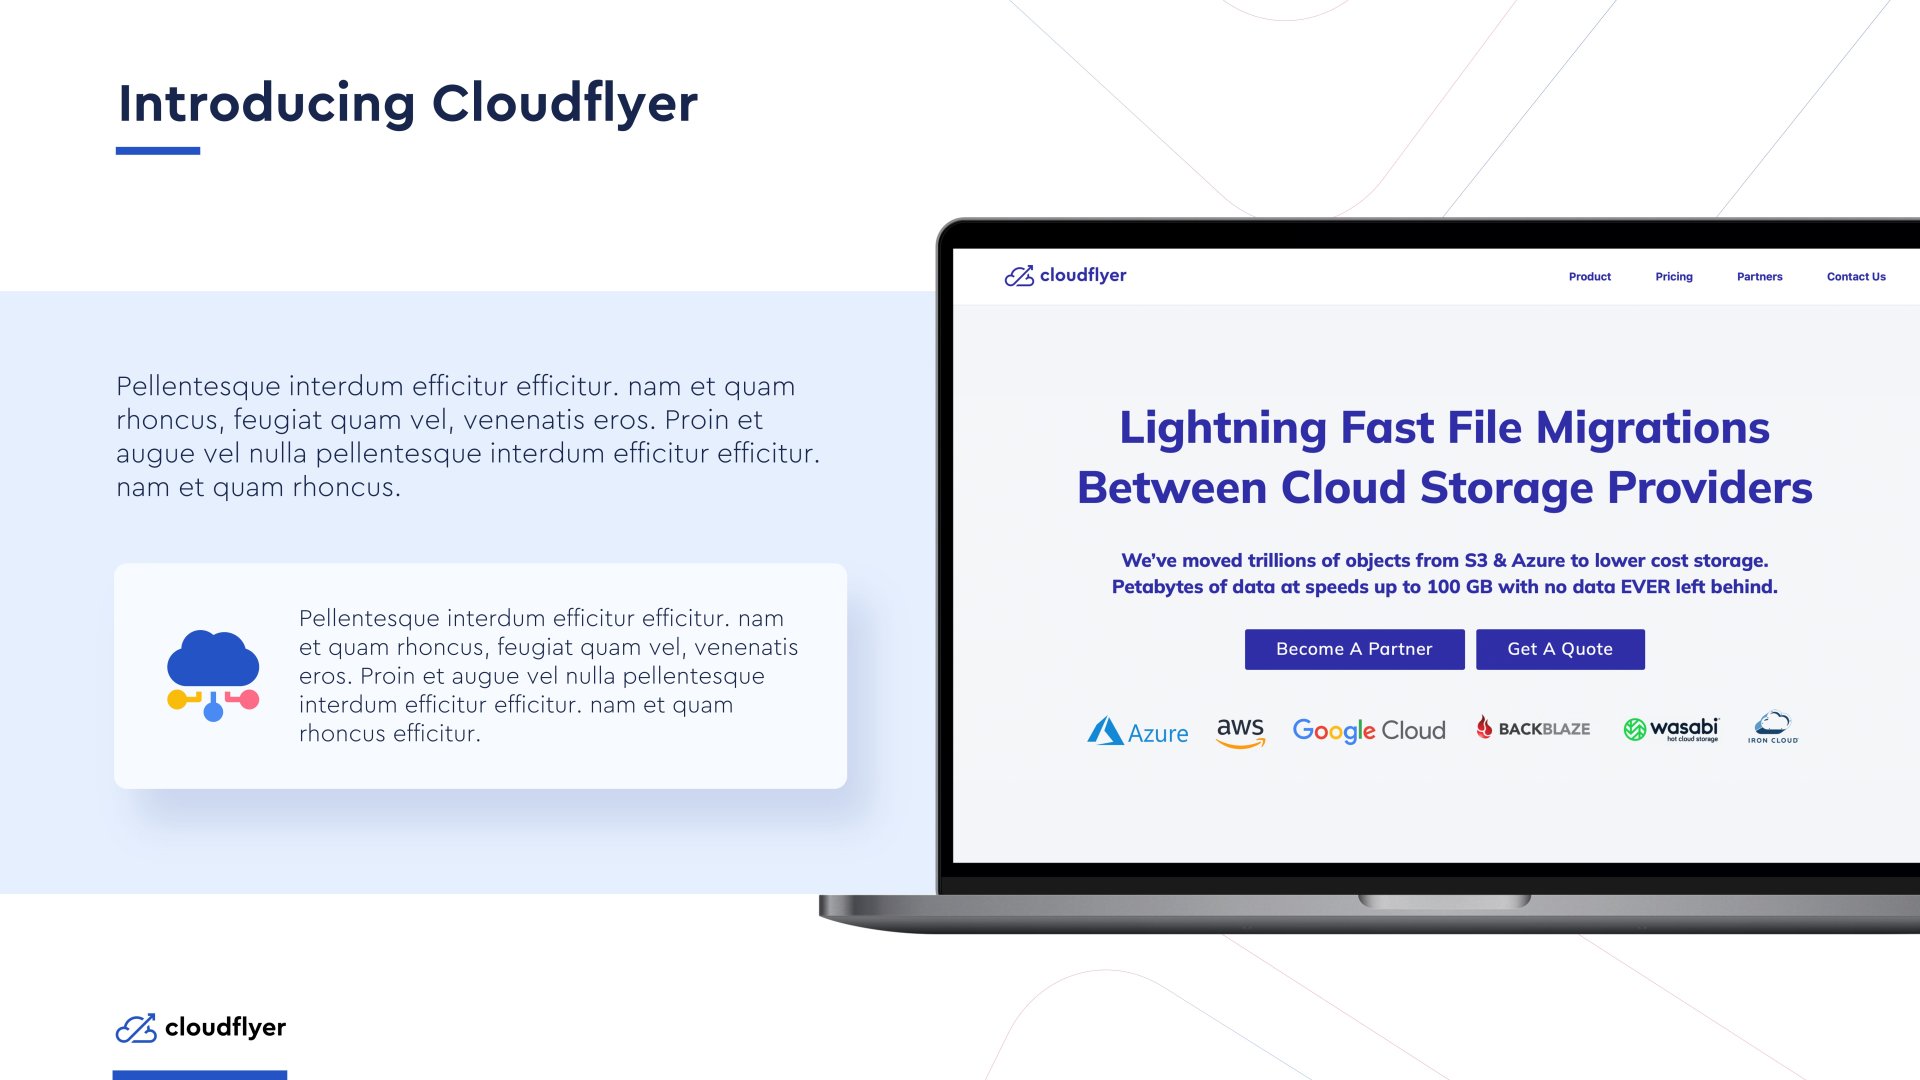 Introducing Cloudflyer
Pellentesque interdum efficitur efficitur. nam et quam
rhoncus, feugiat quam vel, venenatis eros. Proin et
augue vel nulla pellentesque interdum efficitur efficitur.
nam et quam rhoncus.
Pellentesque interdum efficitur efficitur. nam
et quam rhoncus, feugiat quam vel, venenatis
eros. Proin et augue vel nulla pellentesque
interdum efficitur efficitur. nam et quam
rhoncus efficitur.
cloudflyer
Product Pricing Partners Contact Us
Lightning Fast File Migrations
Between Cloud Storage Providers
We’ve moved trillions of objects from S3 & Azure to lower cost storage.
Petabytes of data at speeds up to 100 GB with no data EVER left behind.
Become A Partner Get A Quote
Azure aws Google Cloud BACKBLAZE wasabi IRON CLOUD
hot cloud storage
cloudflyer